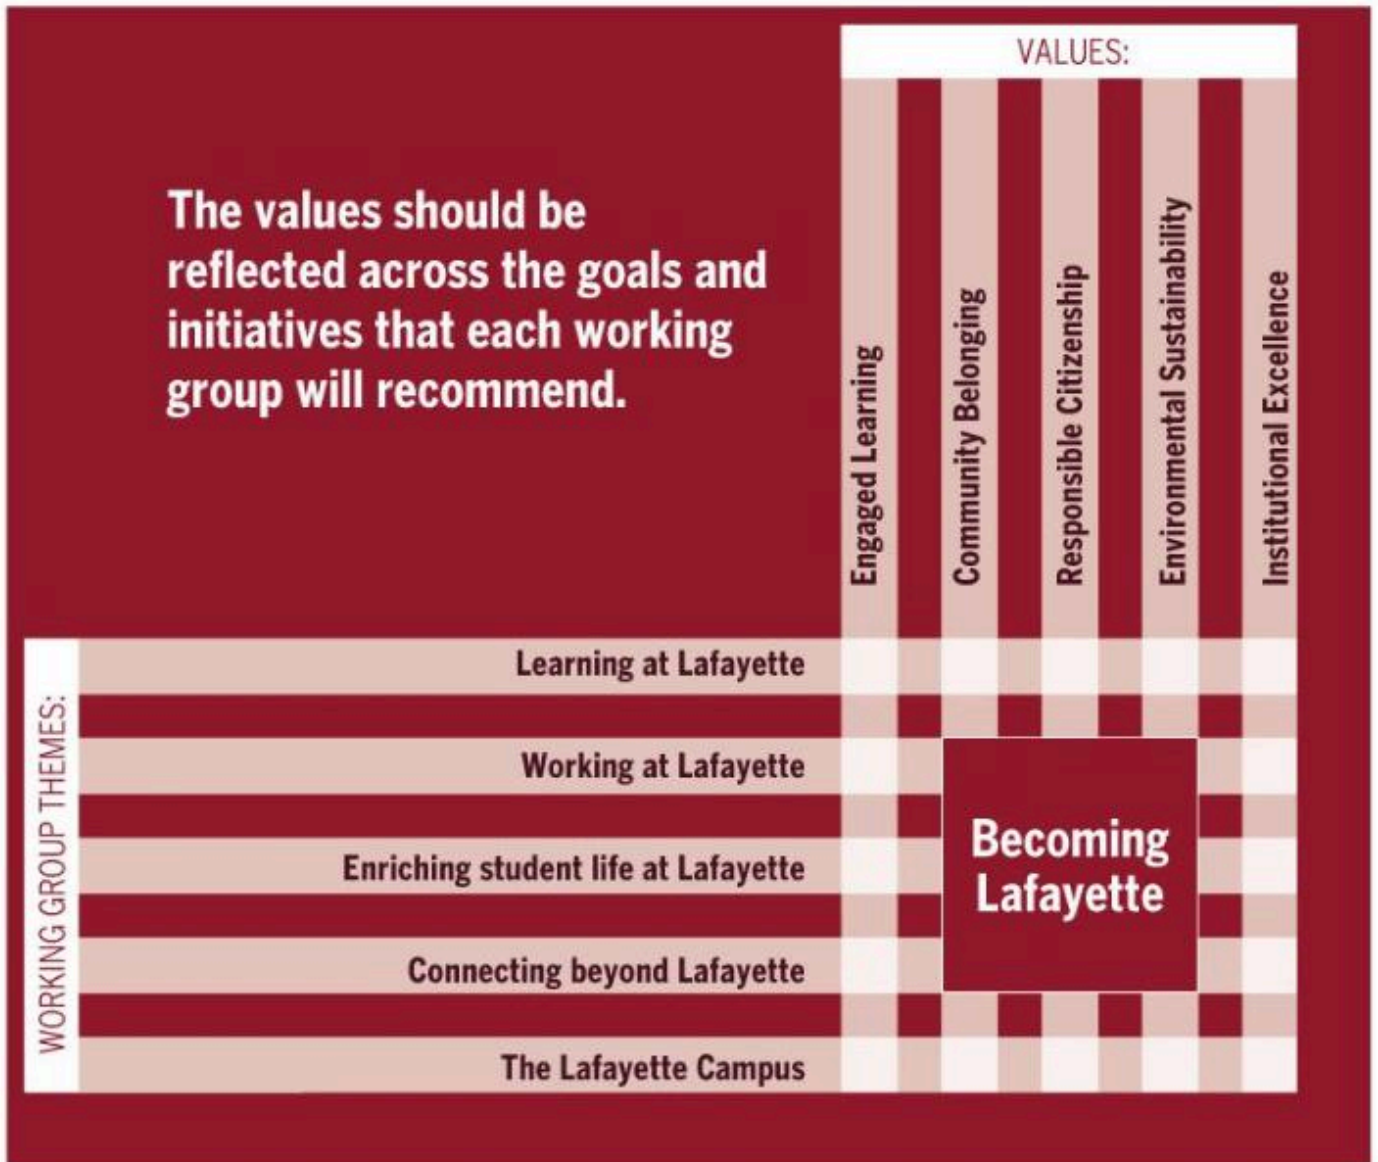 VALUES:
The values should be
reflected across the goals and
initiatives that each working
group will recommend.
Engaged Learning
Community Belonging
Responsible Citizenship
Environmental Sustainability
Institutional Excellence
WORKING GROUP THEMES:
Learning at Lafayette
Working at Lafayette
Enriching student life at Lafayette
Connecting beyond Lafayette
The Lafayette Campus
Becoming
Lafayette